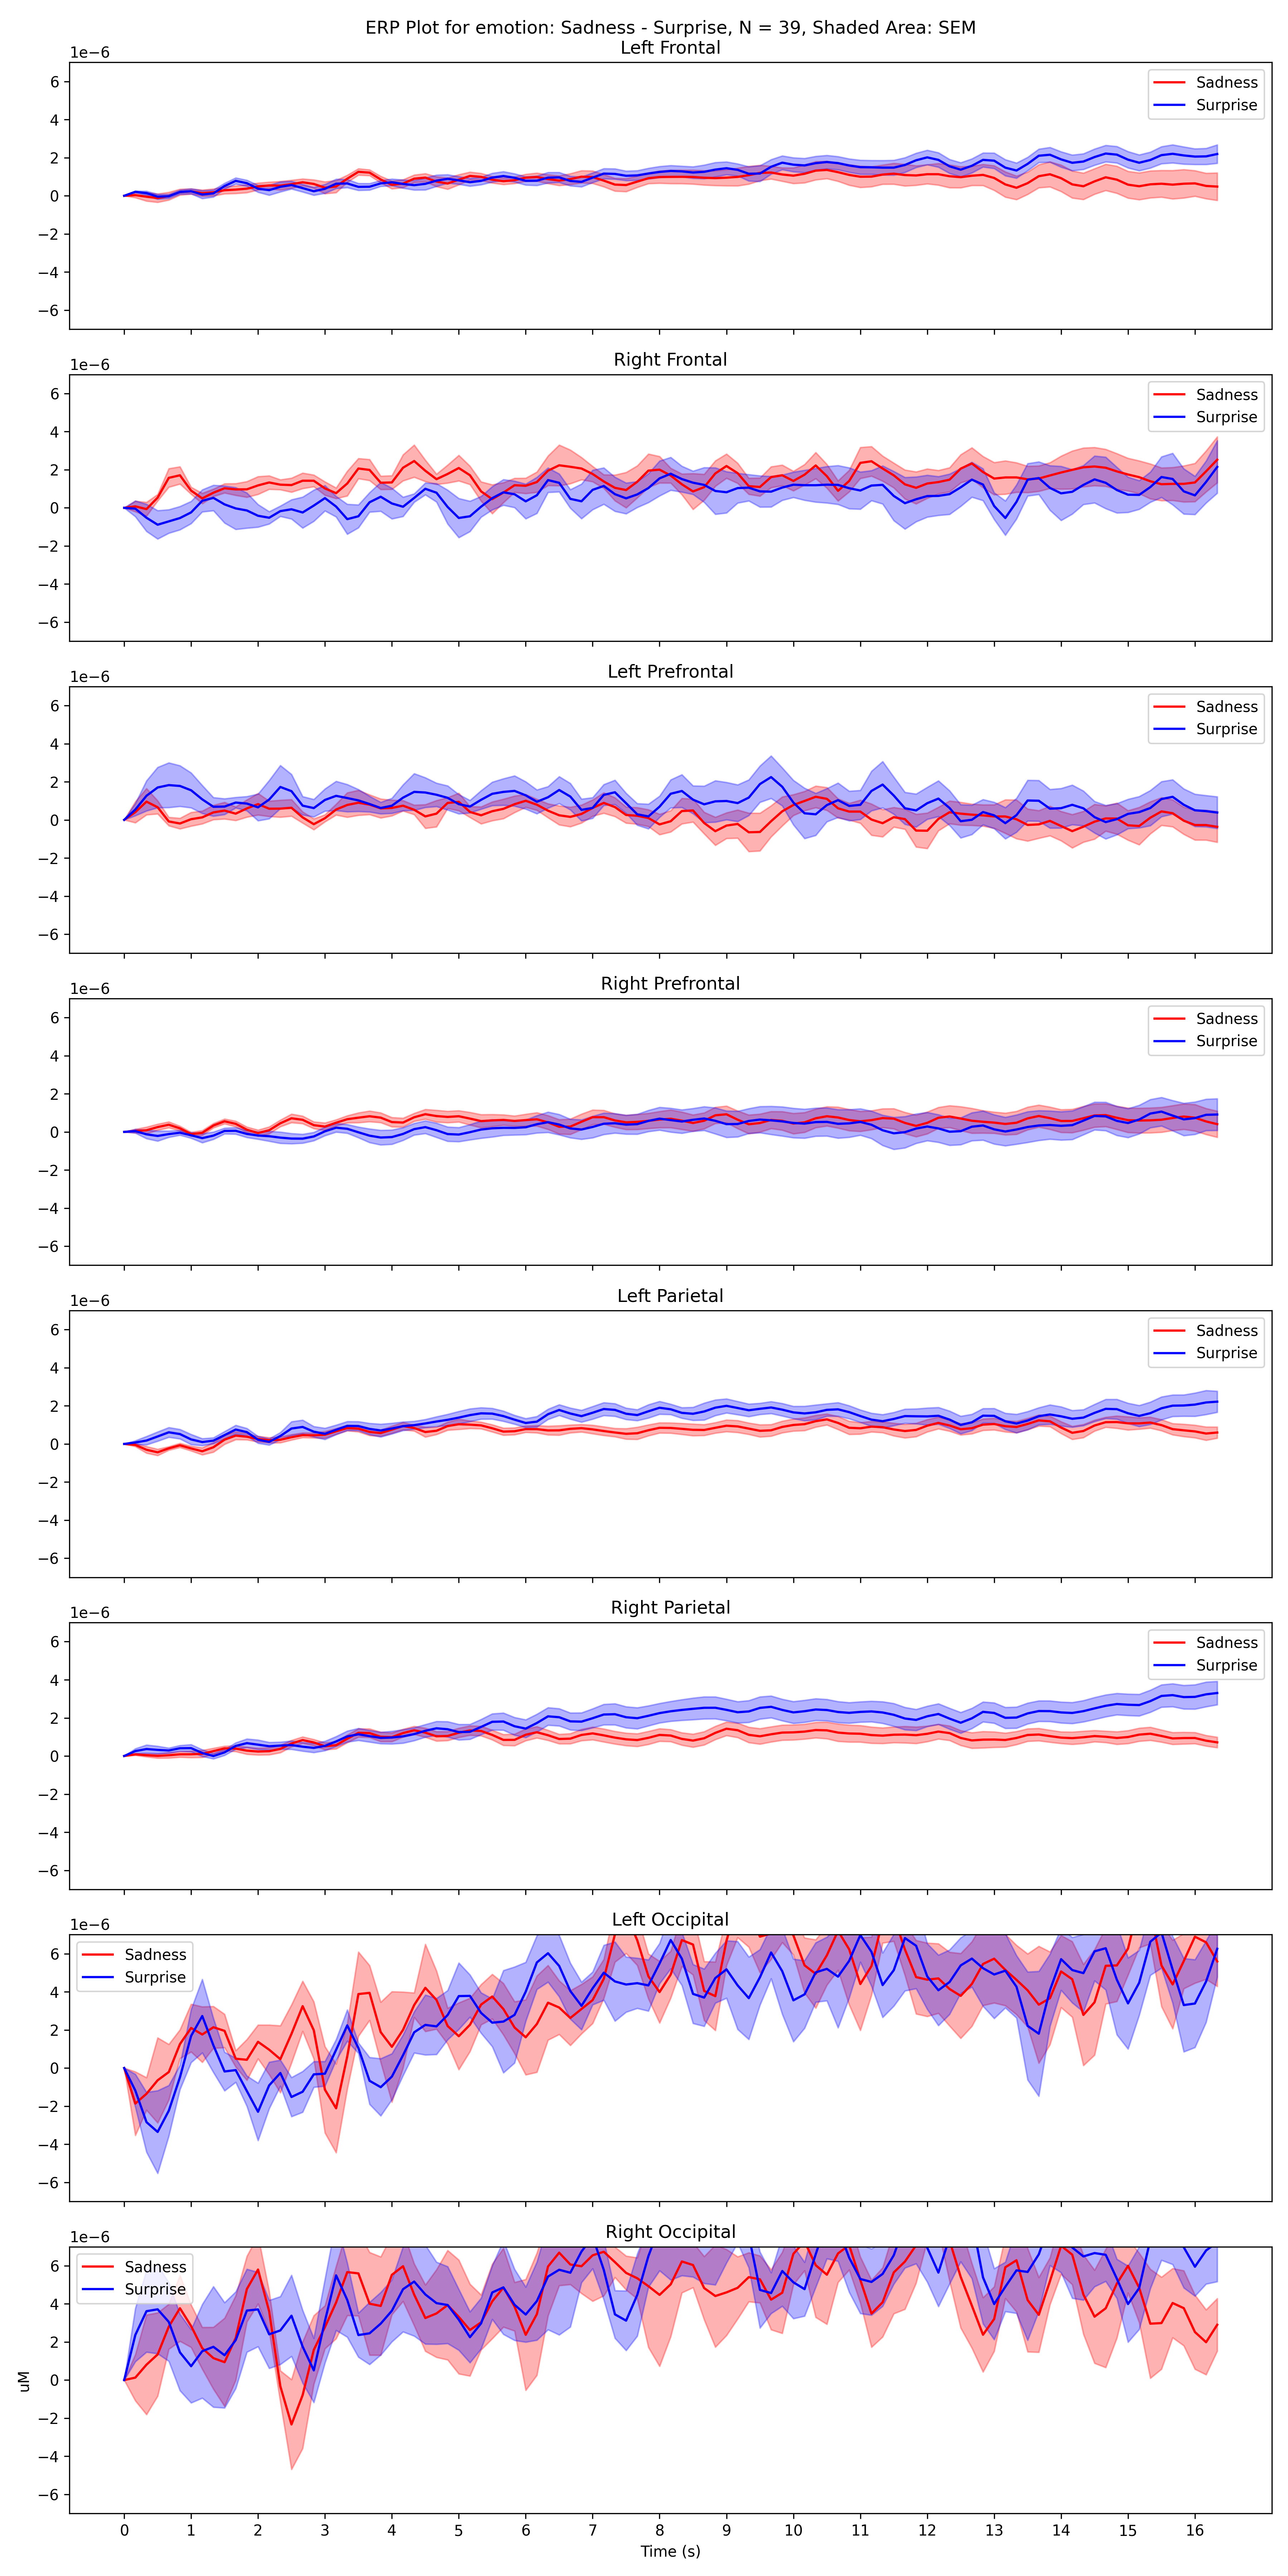 ERP Plot for emotion: Sadness - Surprise, N = 39, Shaded Area: SEM
Left Frontal
1e−6
6
4
2
0
−2
−4
−6
Sadness
Surprise
Right Frontal
1e−6
6
4
2
0
−2
−4
−6
Sadness
Surprise
Left Prefrontal
1e−6
6
4
2
0
−2
−4
−6
Sadness
Surprise
Right Prefrontal
1e−6
6
4
2
0
−2
−4
−6
Sadness
Surprise
Left Parietal
1e−6
6
4
2
0
−2
−4
−6
Sadness
Surprise
Right Parietal
1e−6
6
4
2
0
−2
−4
−6
Sadness
Surprise
Left Occipital
1e−6
6
4
2
0
−2
−4
−6
Sadness
Surprise
Right Occipital
1e−6
6
4
2
0
−2
−4
−6
Sadness
Surprise
uM
0 1 2 3 4 5 6 7 8 9 10 11 12 13 14 15 16
Time (s)